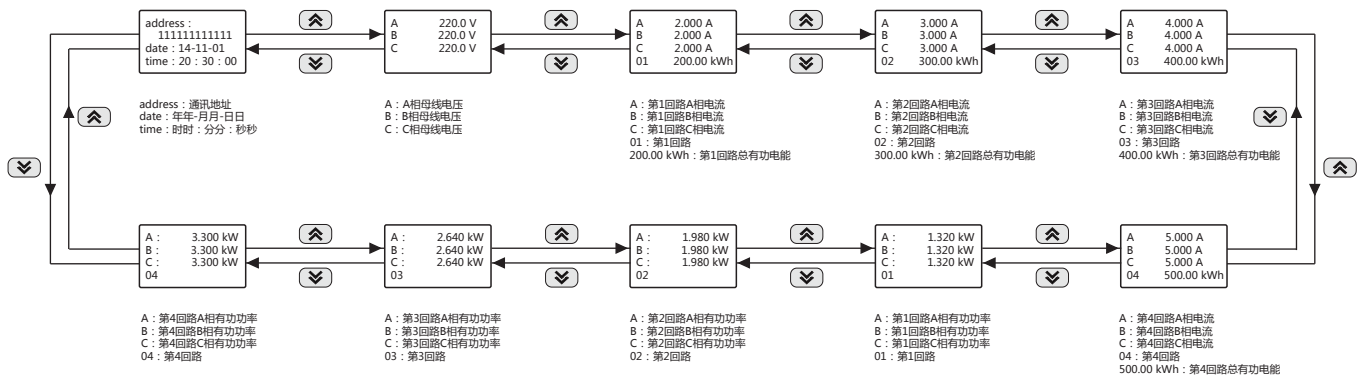 address :
111111111111
date : 14-11-01
time : 20 : 30 : 00
A 220.0 V
B 220.0 V
C 220.0 V
A 2.000 A
B 2.000 A
C 2.000 A
01 200.00 kWh
A 3.000 A
B 3.000 A
C 3.000 A
02 300.00 kWh
A 4.000 A
B 4.000 A
C 4.000 A
03 400.00 kWh
address : 通讯地址
date : 年年-月月-日日
time : 时时 : 分分 : 秒秒
A : A相母线电压
B : B相母线电压
C : C相母线电压
A : 第1回路A相电流
B : 第1回路B相电流
C : 第1回路C相电流
01 : 第1回路
200.00 kWh : 第1回路总有功电能
A : 第2回路A相电流
B : 第2回路B相电流
C : 第2回路C相电流
02 : 第2回路
300.00 kWh : 第2回路总有功电能
A : 第3回路A相电流
B : 第3回路B相电流
C : 第3回路C相电流
03 : 第3回路
400.00 kWh : 第3回路总有功电能
A : 3.300 kW
B : 3.300 kW
C : 3.300 kW
04
A : 2.640 kW
B : 2.640 kW
C : 2.640 kW
03
A : 1.980 kW
B : 1.980 kW
C : 1.980 kW
02
A : 1.320 kW
B : 1.320 kW
C : 1.320 kW
01
A 5.000 A
B 5.000 A
C 5.000 A
04 500.00 kWh
A : 第4回路A相有功功率
B : 第4回路B相有功功率
C : 第4回路C相有功功率
04 : 第4回路
A : 第3回路A相有功功率
B : 第3回路B相有功功率
C : 第3回路C相有功功率
03 : 第3回路
A : 第2回路A相有功功率
B : 第2回路B相有功功率
C : 第2回路C相有功功率
02 : 第2回路
A : 第1回路A相有功功率
B : 第1回路B相有功功率
C : 第1回路C相有功功率
01 : 第1回路
A : 第4回路A相电流
B : 第4回路B相电流
C : 第4回路C相电流
04 : 第4回路
500.00 kWh : 第4回路总有功电能